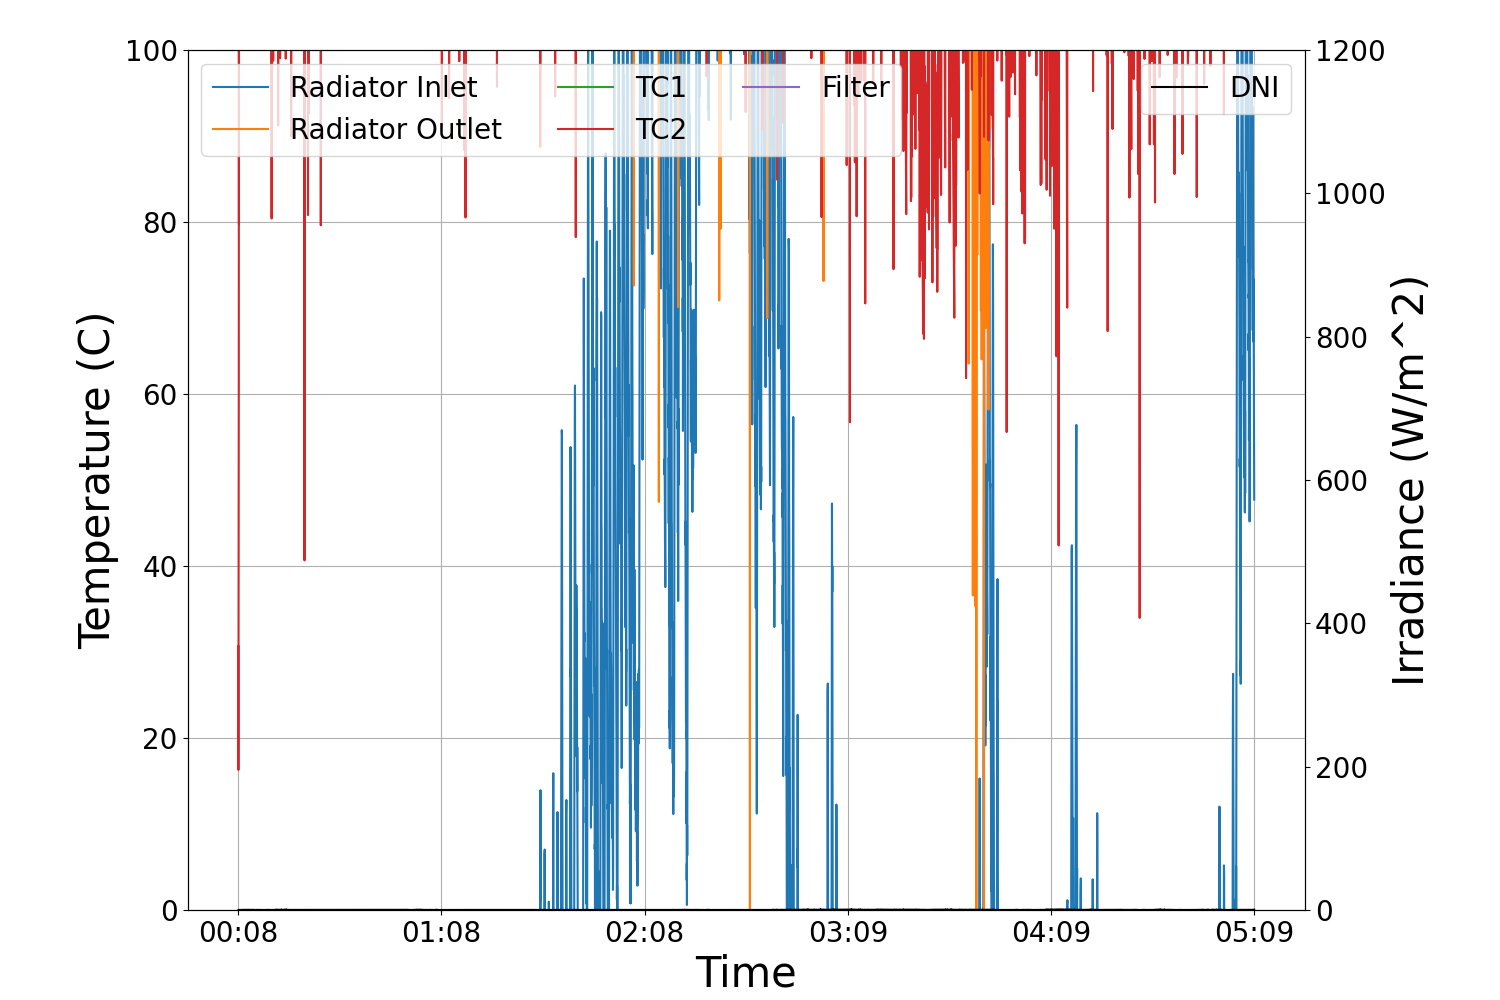 100
80
60
40
20
0
Temperature (C)
Radiator Inlet
Radiator Outlet
TC1
TC2
Filter
DNI
1200
1000
800
600
400
200
0
Irradiance (W/m^2)
00:08
01:08
02:08
03:09
04:09
05:09
Time